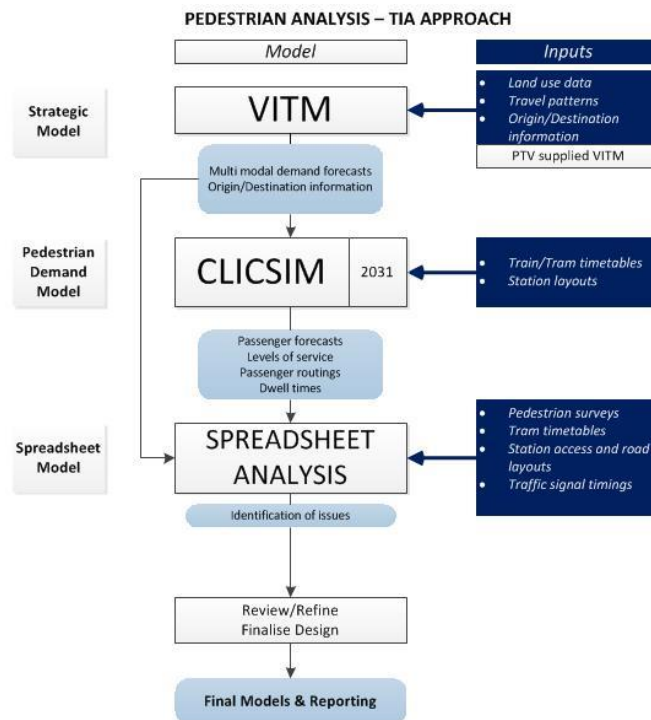 PEDESTRIAN ANALYSIS – TIA APPROACH
Model
Inputs
Strategic
Model
VITM
• Land use data
• Travel patterns
• Origin/Destination
information
PTV supplied VITM
Multi modal demand forecasts
Origin/Destination information
Pedestrian
Demand
Model
CLICSIM
2031
• Train/Tram timetables
• Station layouts
Passenger forecasts
Levels of service
Passenger routings
Dwell times
Spreadsheet
Model
SPREADSHEET
ANALYSIS
• Pedestrian surveys
• Tram timetables
• Station access and road
layouts
• Traffic signal timings
Identification of issues
Review/Refine
Finalise Design
Final Models & Reporting